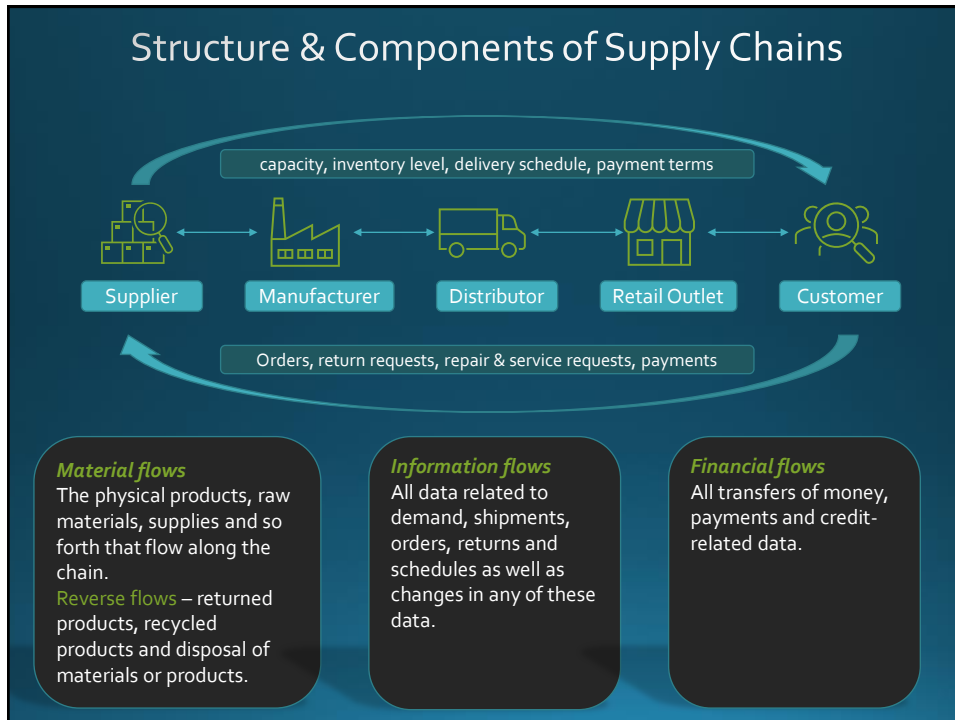 Structure & Components of Supply Chains
capacity, inventory level, delivery schedule, payment terms
Supplier
Manufacturer
Distributor
Retail Outlet
Customer
Orders, return requests, repair & service requests, payments
Material flows
The physical products, raw
materials, supplies and so
forth that flow along the
chain.
Reverse flows – returned
products, recycled
products and disposal of
materials or products.
Information flows
All data related to
demand, shipments,
orders, returns and
schedules as well as
changes in any of these
data.
Financial flows
All transfers of money,
payments and credit-
related data.